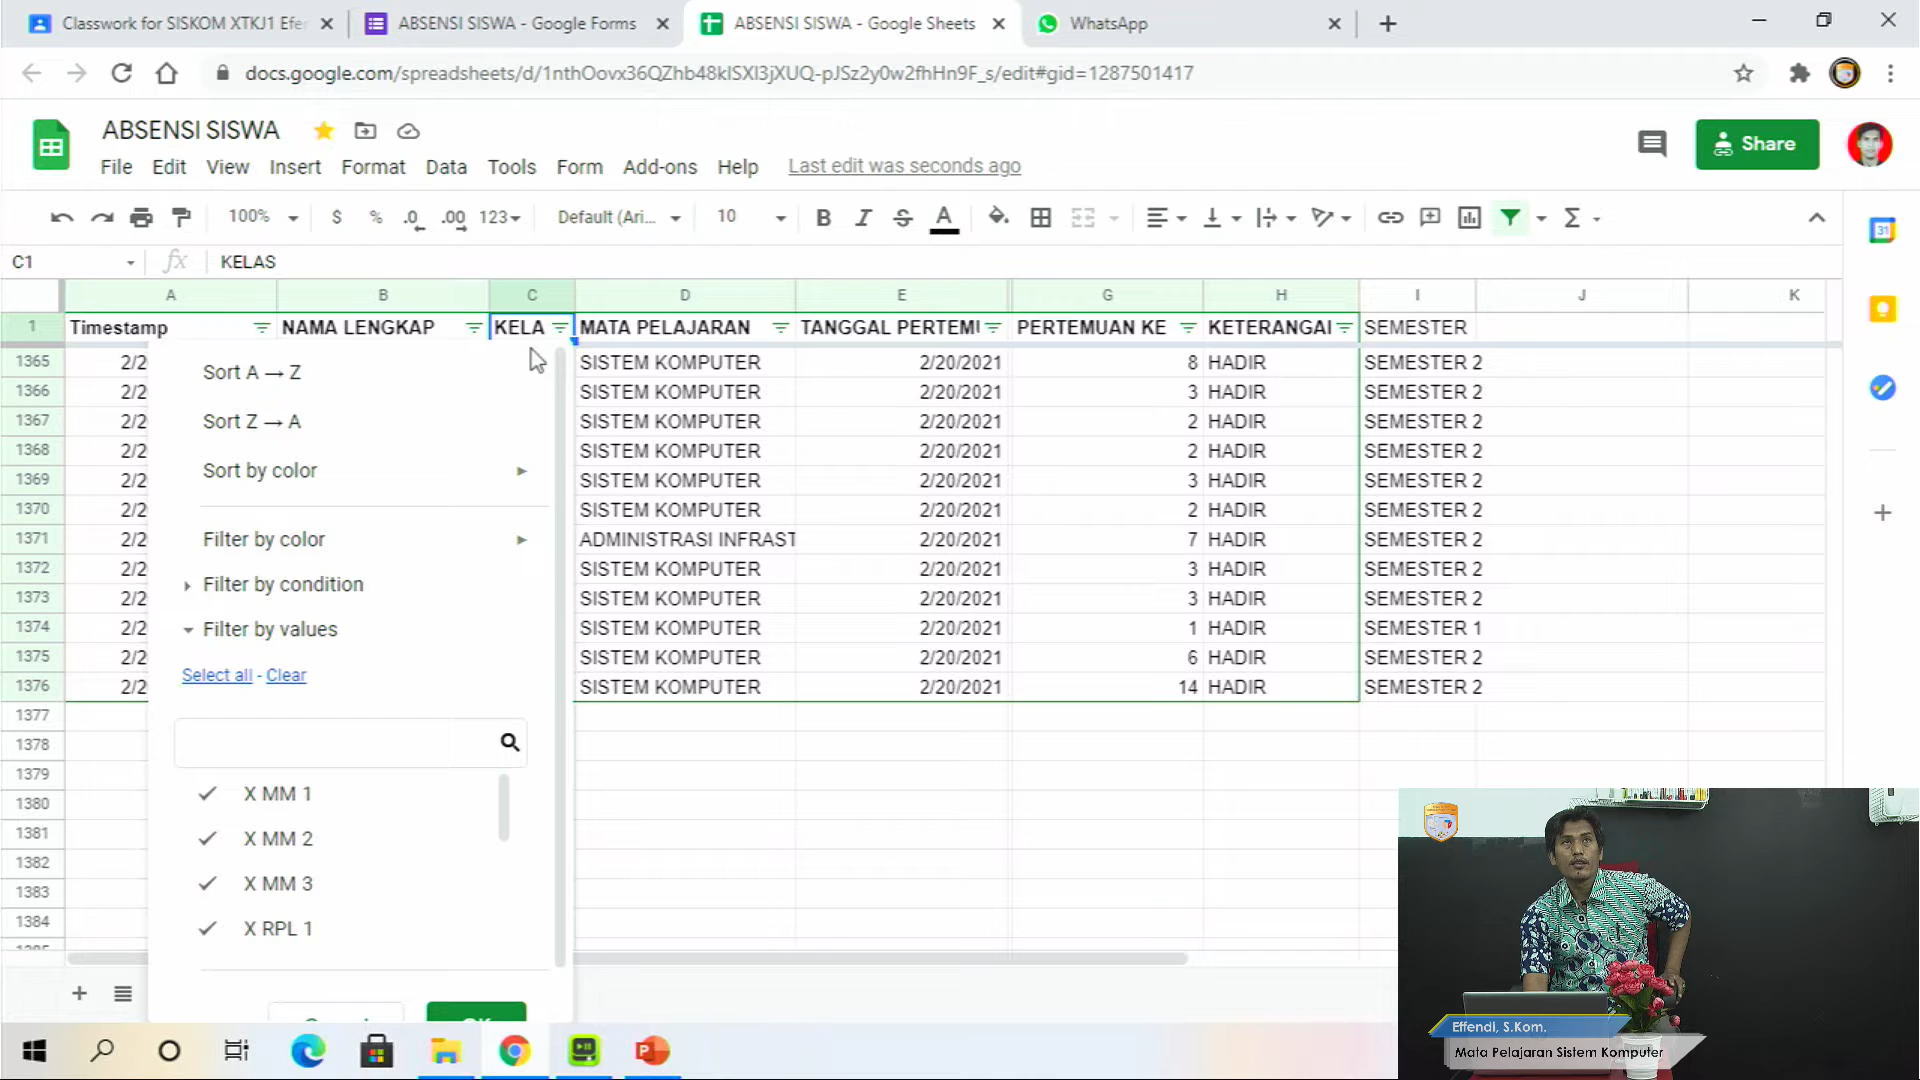 Classwork for SISKOM XTKJ1 Efer
ABSENSI SISWA - Google Forms
ABSENSI SISWA - Google Sheets
WhatsApp
docs.google.com/spreadsheets/d/1nthOovx36QZhb48kISXI3jXUQ-pJSz2y0w2fhHn9F_s/edit#gid=1287501417
ABSENSI SISWA
Share
File Edit View Insert Format Data Tools Form Add-ons Help Last edit was seconds ago
100% $ % .0 .00 123 Default (Ari... 10 B I S A
31
C1 fx KELAS
A B C D E G H I J K
1 Timestamp NAMA LENGKAP KELA MATA PELAJARAN TANGGAL PERTEMU PERTEMUAN KE KETERANGAI SEMESTER
1365 2/2 SISTEM KOMPUTER 2/20/2021 8 HADIR SEMESTER 2
1366 2/2 SISTEM KOMPUTER 2/20/2021 3 HADIR SEMESTER 2
1367 2/2 SISTEM KOMPUTER 2/20/2021 2 HADIR SEMESTER 2
1368 2/2 SISTEM KOMPUTER 2/20/2021 2 HADIR SEMESTER 2
1369 2/2 SISTEM KOMPUTER 2/20/2021 3 HADIR SEMESTER 2
1370 2/2 SISTEM KOMPUTER 2/20/2021 2 HADIR SEMESTER 2
1371 2/2 ADMINISTRASI INFRAST 2/20/2021 7 HADIR SEMESTER 2
1372 2/2 SISTEM KOMPUTER 2/20/2021 3 HADIR SEMESTER 2
1373 2/2 SISTEM KOMPUTER 2/20/2021 3 HADIR SEMESTER 2
1374 2/2 SISTEM KOMPUTER 2/20/2021 1 HADIR SEMESTER 1
1375 2/2 SISTEM KOMPUTER 2/20/2021 6 HADIR SEMESTER 2
1376 2/2 SISTEM KOMPUTER 2/20/2021 14 HADIR SEMESTER 2
1377
1378
1379
1380
1381
1382
1383
1384
Sort A → Z
Sort Z → A
Sort by color
Filter by color
Filter by condition
Filter by values
Select all - Clear
X MM 1
X MM 2
X MM 3
X RPL 1
Effendi, S.Kom.
Mata Pelajaran Sistem Komputer